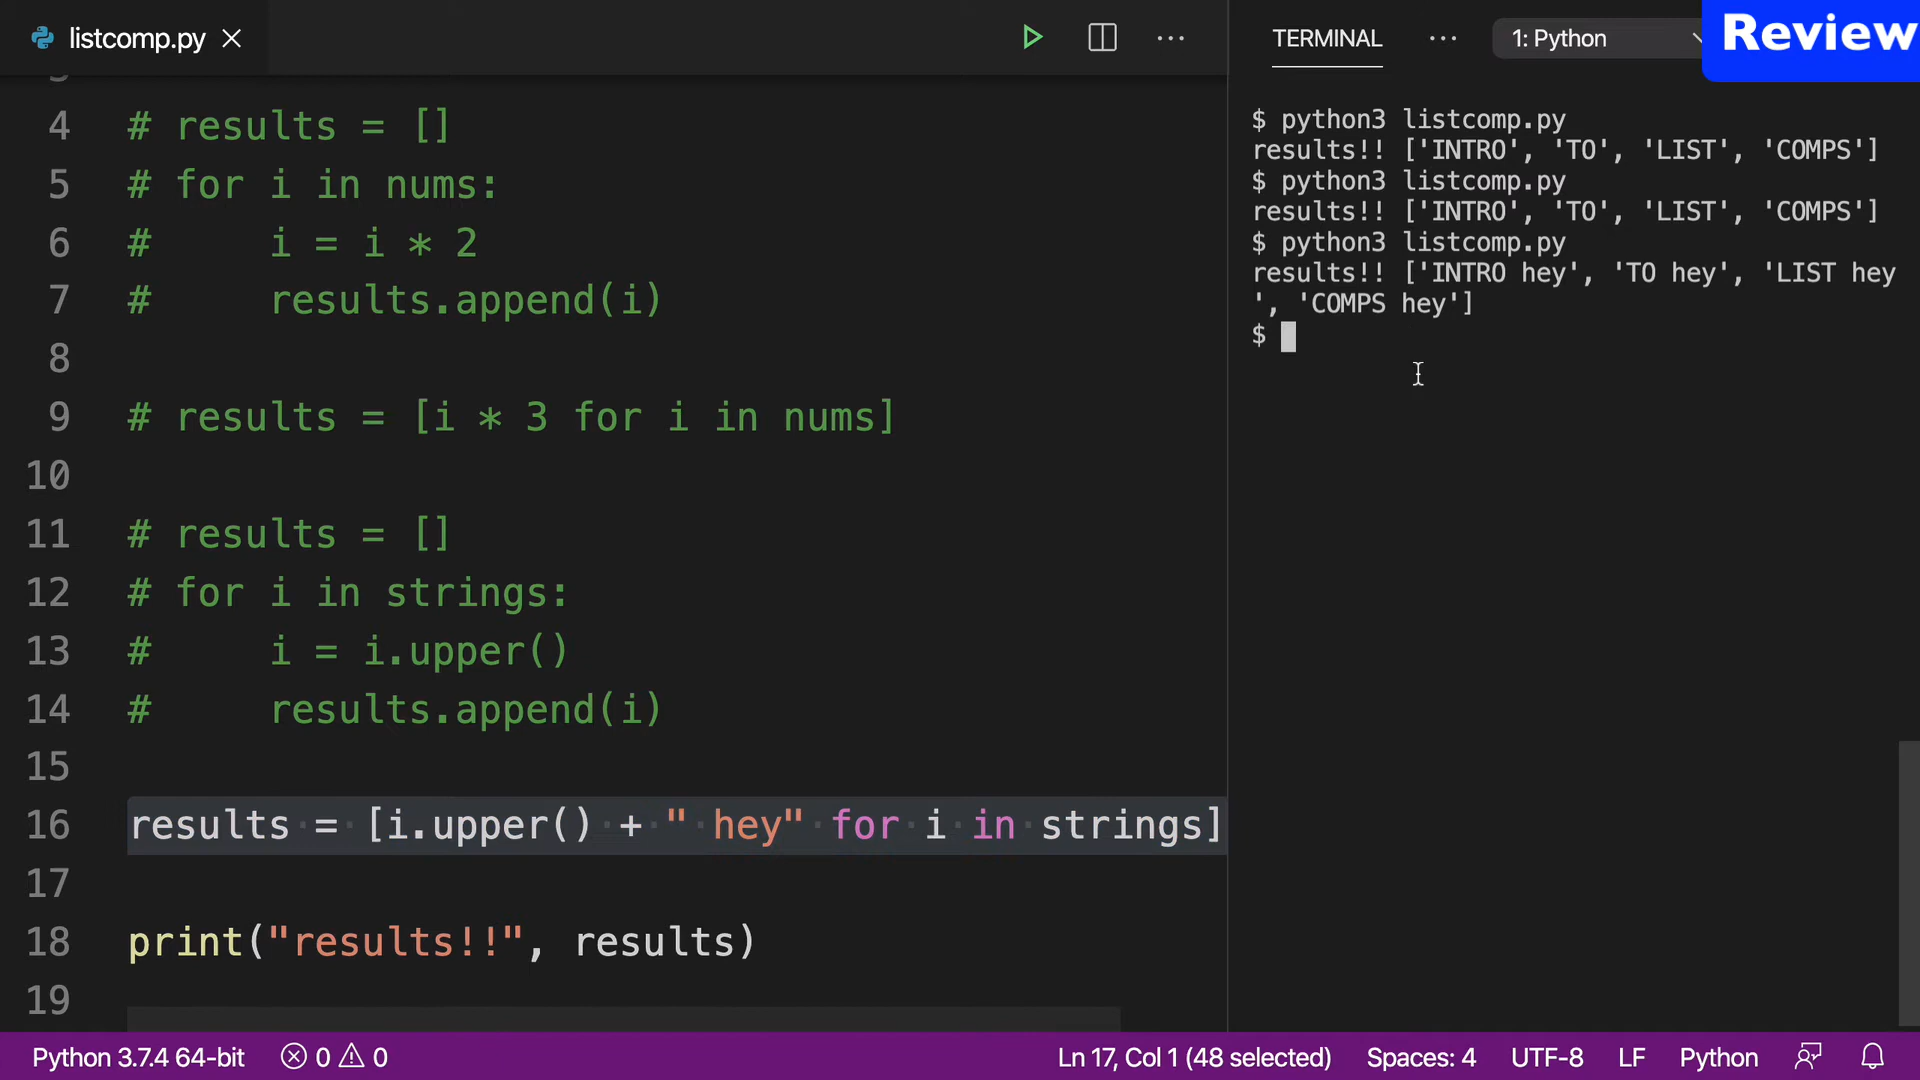 listcomp.py
4 # results = []
5 # for i in nums:
6 #     i = i * 2
7 #     results.append(i)
8
9 # results = [i * 3 for i in nums]
10
11 # results = []
12 # for i in strings:
13 #     i = i.upper()
14 #     results.append(i)
15
16 results = [i.upper() + " hey" for i in strings]
17
18 print("results!!", results)
19
TERMINAL
1: Python
Review
$ python3 listcomp.py
results!! ['INTRO', 'TO', 'LIST', 'COMPS']
$ python3 listcomp.py
results!! ['INTRO', 'TO', 'LIST', 'COMPS']
$ python3 listcomp.py
results!! ['INTRO hey', 'TO hey', 'LIST hey
', 'COMPS hey']
$
Python 3.7.4 64-bit 0 0 Ln 17, Col 1 (48 selected) Spaces: 4 UTF-8 LF Python